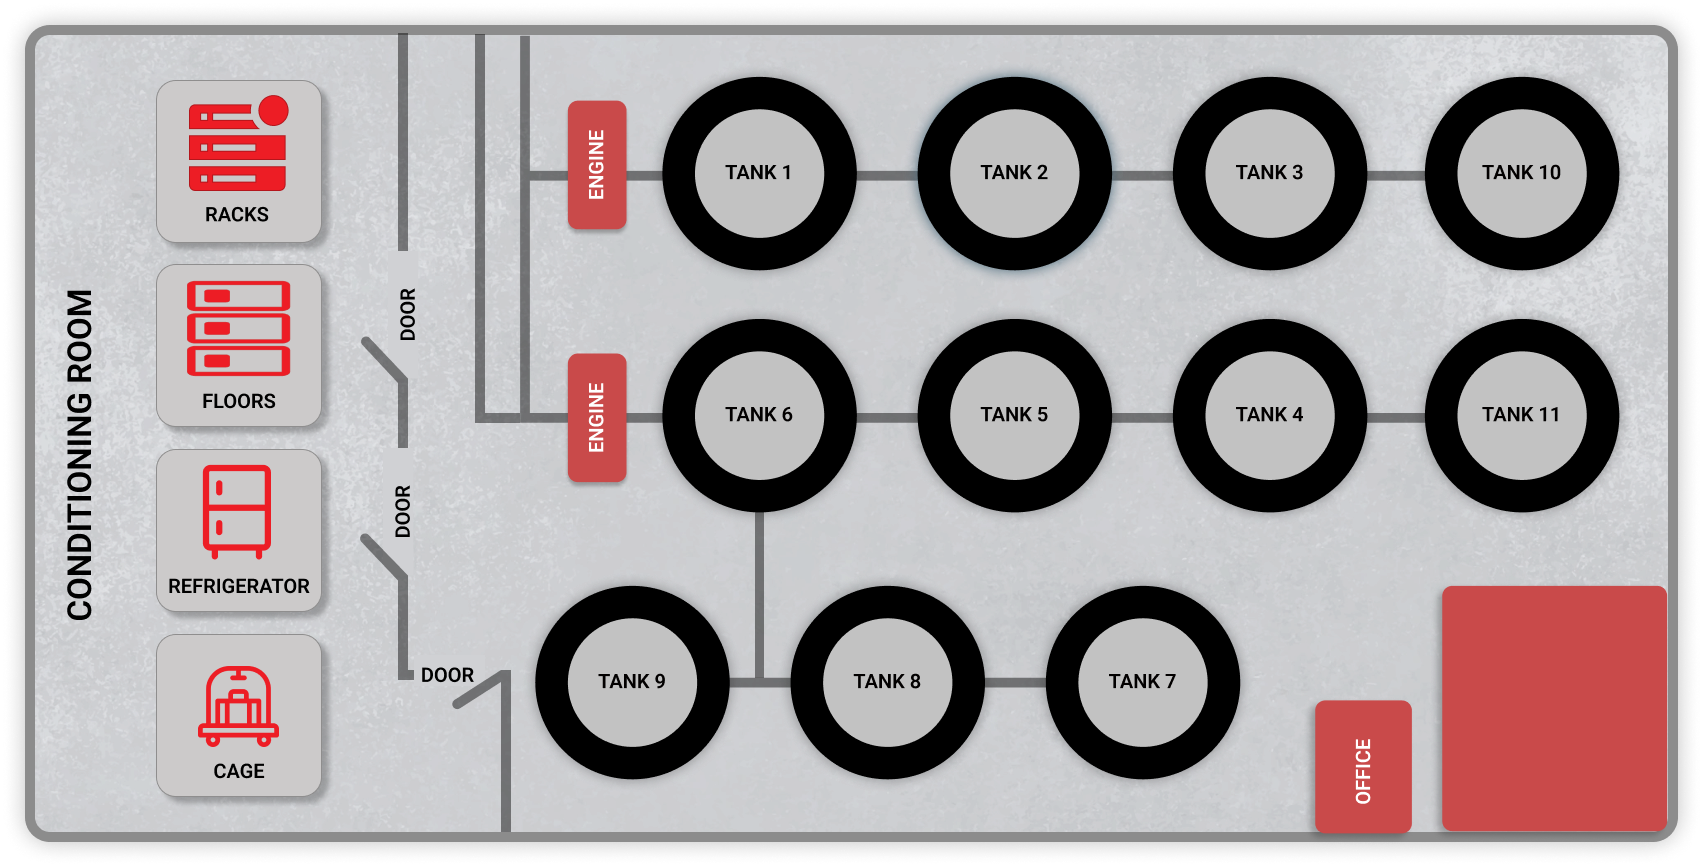 CONDITIONING ROOM
RACKS
FLOORS
REFRIGERATOR
CAGE
DOOR
DOOR
DOOR
ENGINE
TANK 1
TANK 2
TANK 3
TANK 10
ENGINE
TANK 6
TANK 5
TANK 4
TANK 11
TANK 9
TANK 8
TANK 7
OFFICE